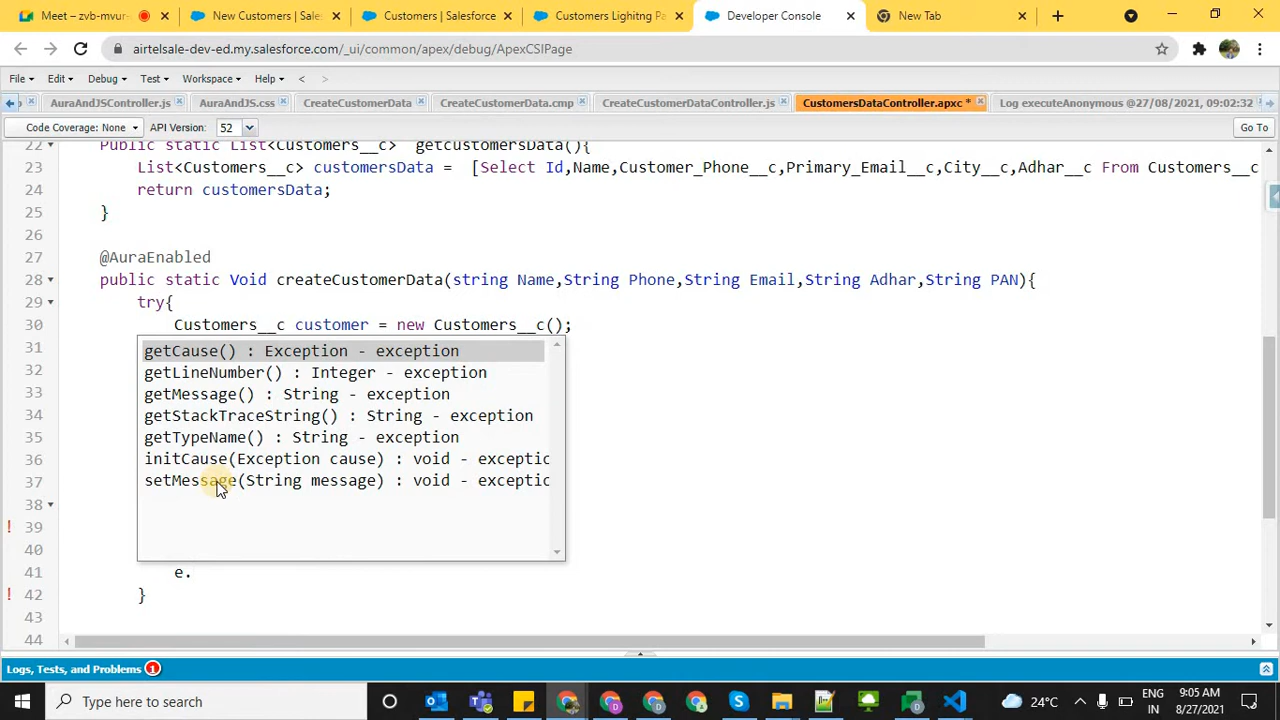 Meet – zvb-mvur
New Customers | Sales
Customers | Salesforce
Customers Lighitng Pa
Developer Console
New Tab
airtelsale-dev-ed.my.salesforce.com/_ui/common/apex/debug/ApexCSIPage
File Edit Debug Test Workspace Help < >
AuraAndJSController.js AuraAndJS.css CreateCustomerData CreateCustomerData.cmp CreateCustomerDataController.js CustomersDataController.apxc * Log executeAnonymous @27/08/2021, 09:02:32
Code Coverage: None API Version: 52 Go To
22 Public static List<Customers__c> getcustomersData(){
23 List<Customers__c> customersData = [Select Id,Name,Customer_Phone__c,Primary_Email__c,City__c,Adhar__c From Customers__c
24 return customersData;
25 }
26
27 @AuraEnabled
28 public static Void createCustomerData(string Name,String Phone,String Email,String Adhar,String PAN){
29 try{
30 Customers__c customer = new Customers__c();
31
getCause() : Exception - exception
32
getLineNumber() : Integer - exception
33
getMessage() : String - exception
34
getStackTraceString() : String - exception
35
getTypeName() : String - exception
36
initCause(Exception cause) : void - exceptic
37
setMessage(String message) : void - exceptic
38
! 39
40
41 e.
! 42 }
43
44
Logs, Tests, and Problems 1
Type here to search
24°C
ENG
IN
9:05 AM
8/27/2021